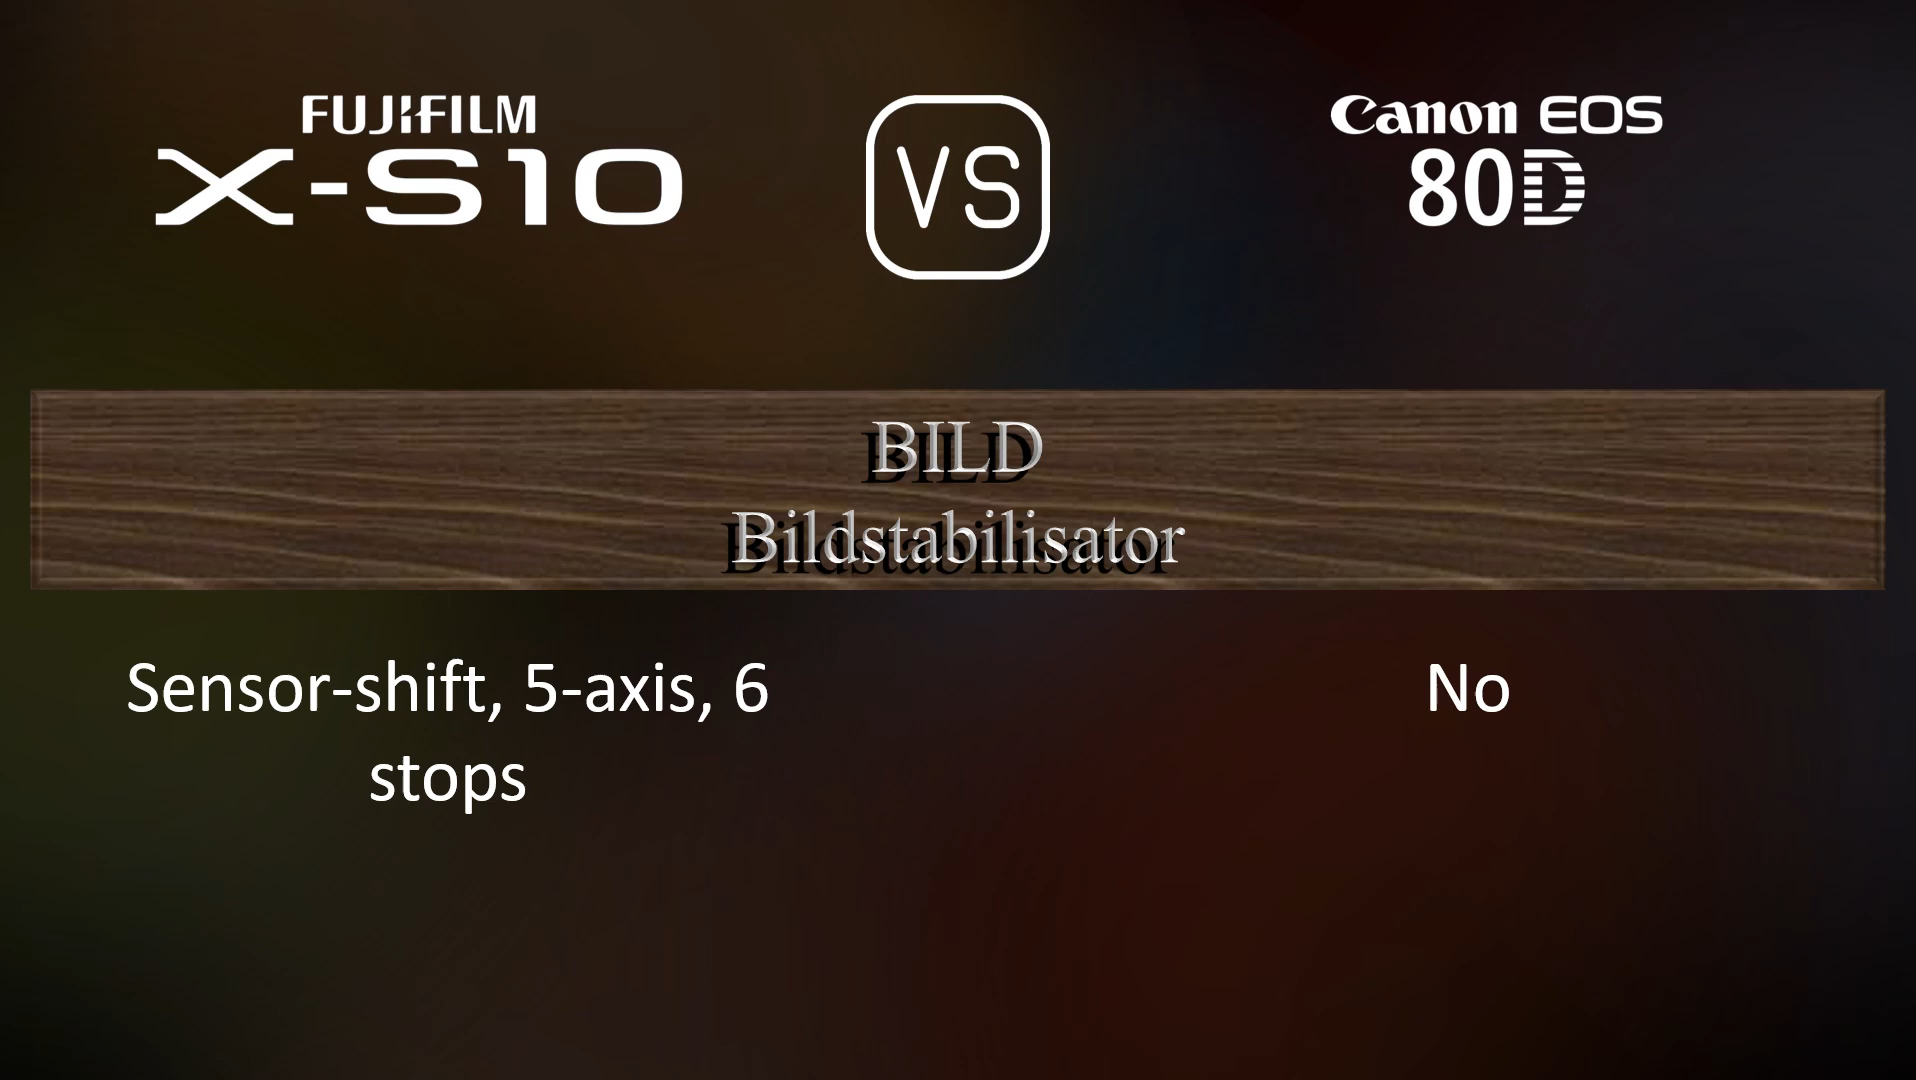 FUJIFILM
X-S10
VS
Canon EOS
80D
BILD
Bildstabilisator
Sensor-shift, 5-axis, 6
stops
No